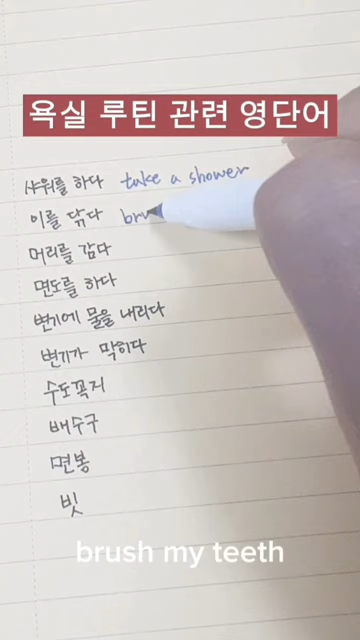 욕실 루틴 관련 영단어
샤워를 하다 take a shower
이를 닦다 bru
머리를 감다
면도를 하다
변기에 물을 내리다
변기가 막히다
수도꼭지
배수구
면봉
빗
brush my teeth